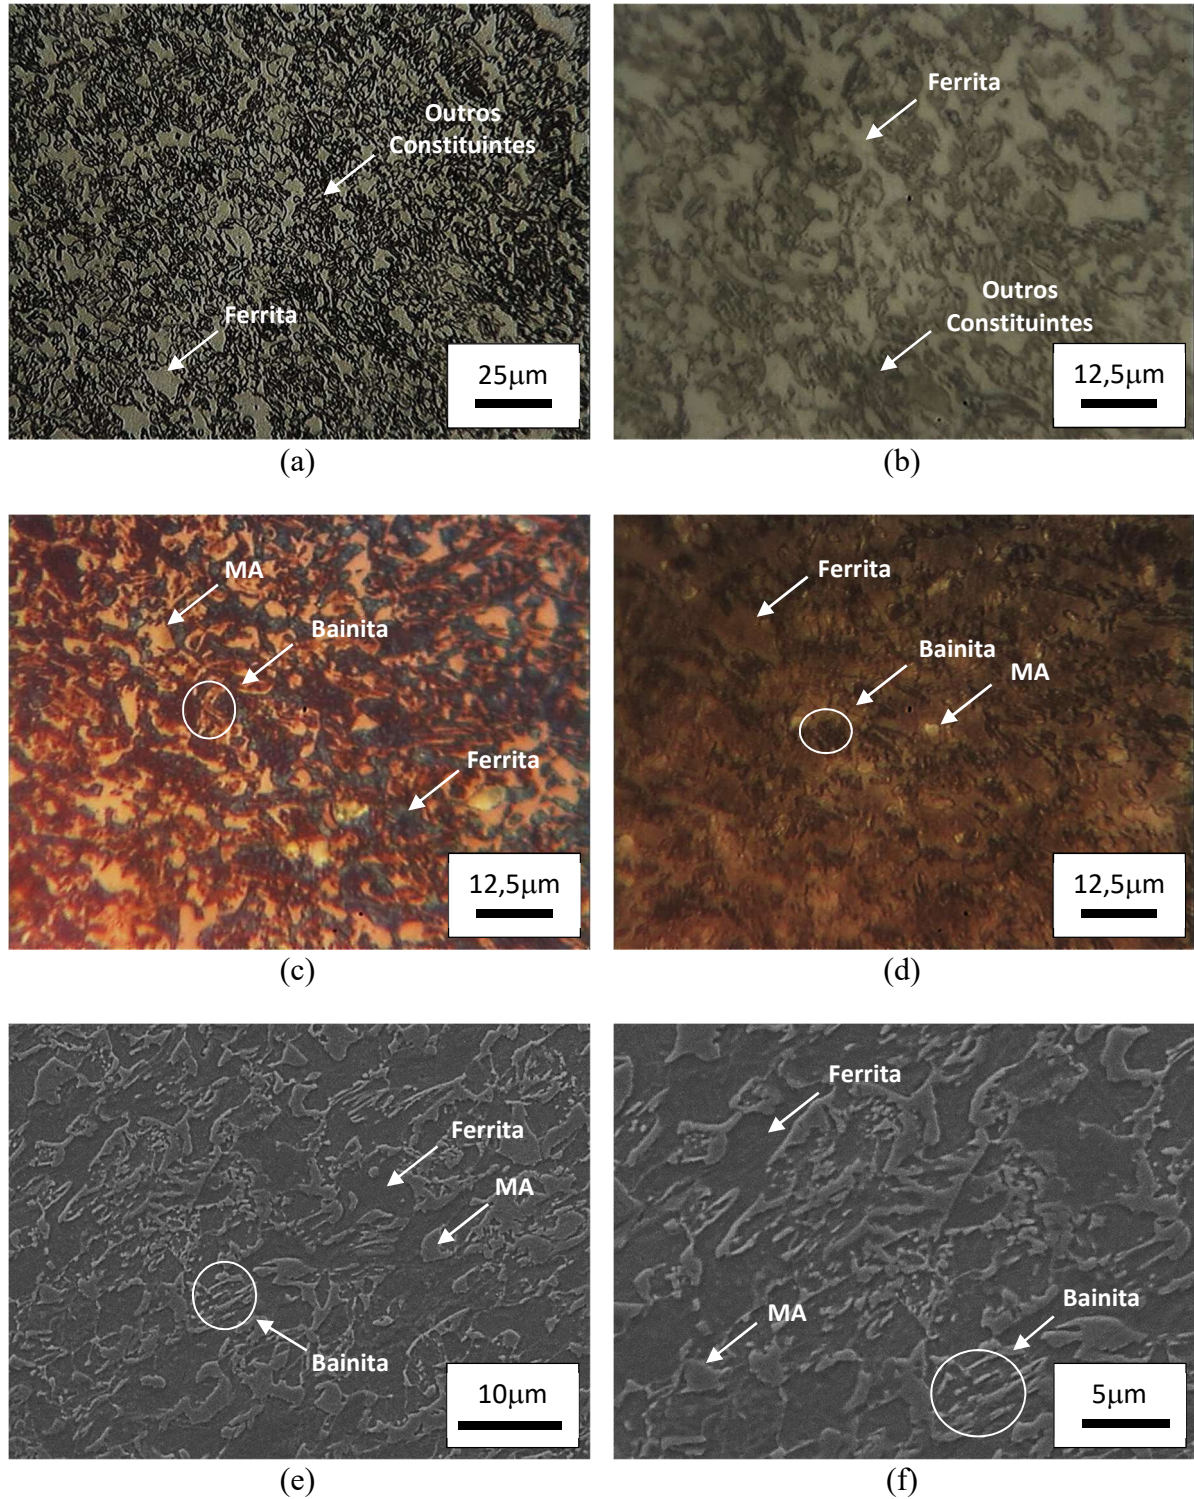 Outros
Constituintes
Ferrita
25μm
(a)
Ferrita
Outros
Constituintes
12,5μm
(b)
MA
Bainita
Ferrita
12,5μm
(c)
Ferrita
Bainita
MA
12,5μm
(d)
Ferrita
MA
Bainita
10μm
(e)
Ferrita
MA
Bainita
5μm
(f)